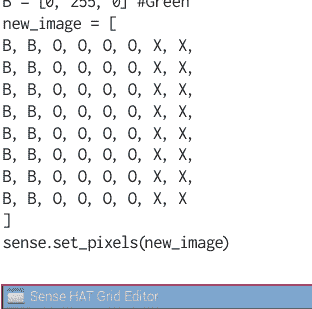 B = [0, 255, 0] #Green
new_image = [
B, B, O, O, O, O, X, X,
B, B, O, O, O, O, X, X,
B, B, O, O, O, O, X, X,
B, B, O, O, O, O, X, X,
B, B, O, O, O, O, X, X,
B, B, O, O, O, O, X, X,
B, B, O, O, O, O, X, X,
B, B, O, O, O, O, X, X
]
sense.set_pixels(new_image)
Sense HAT Grid Editor